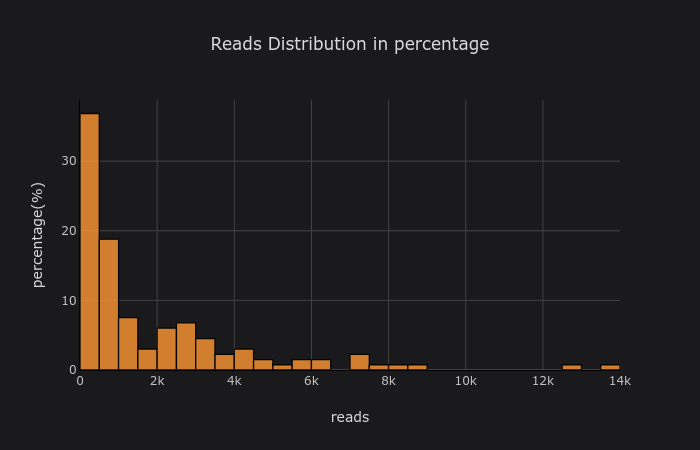 Reads Distribution in percentage
percentage(%)
30
20
10
0
0 2k 4k 6k 8k 10k 12k 14k
reads